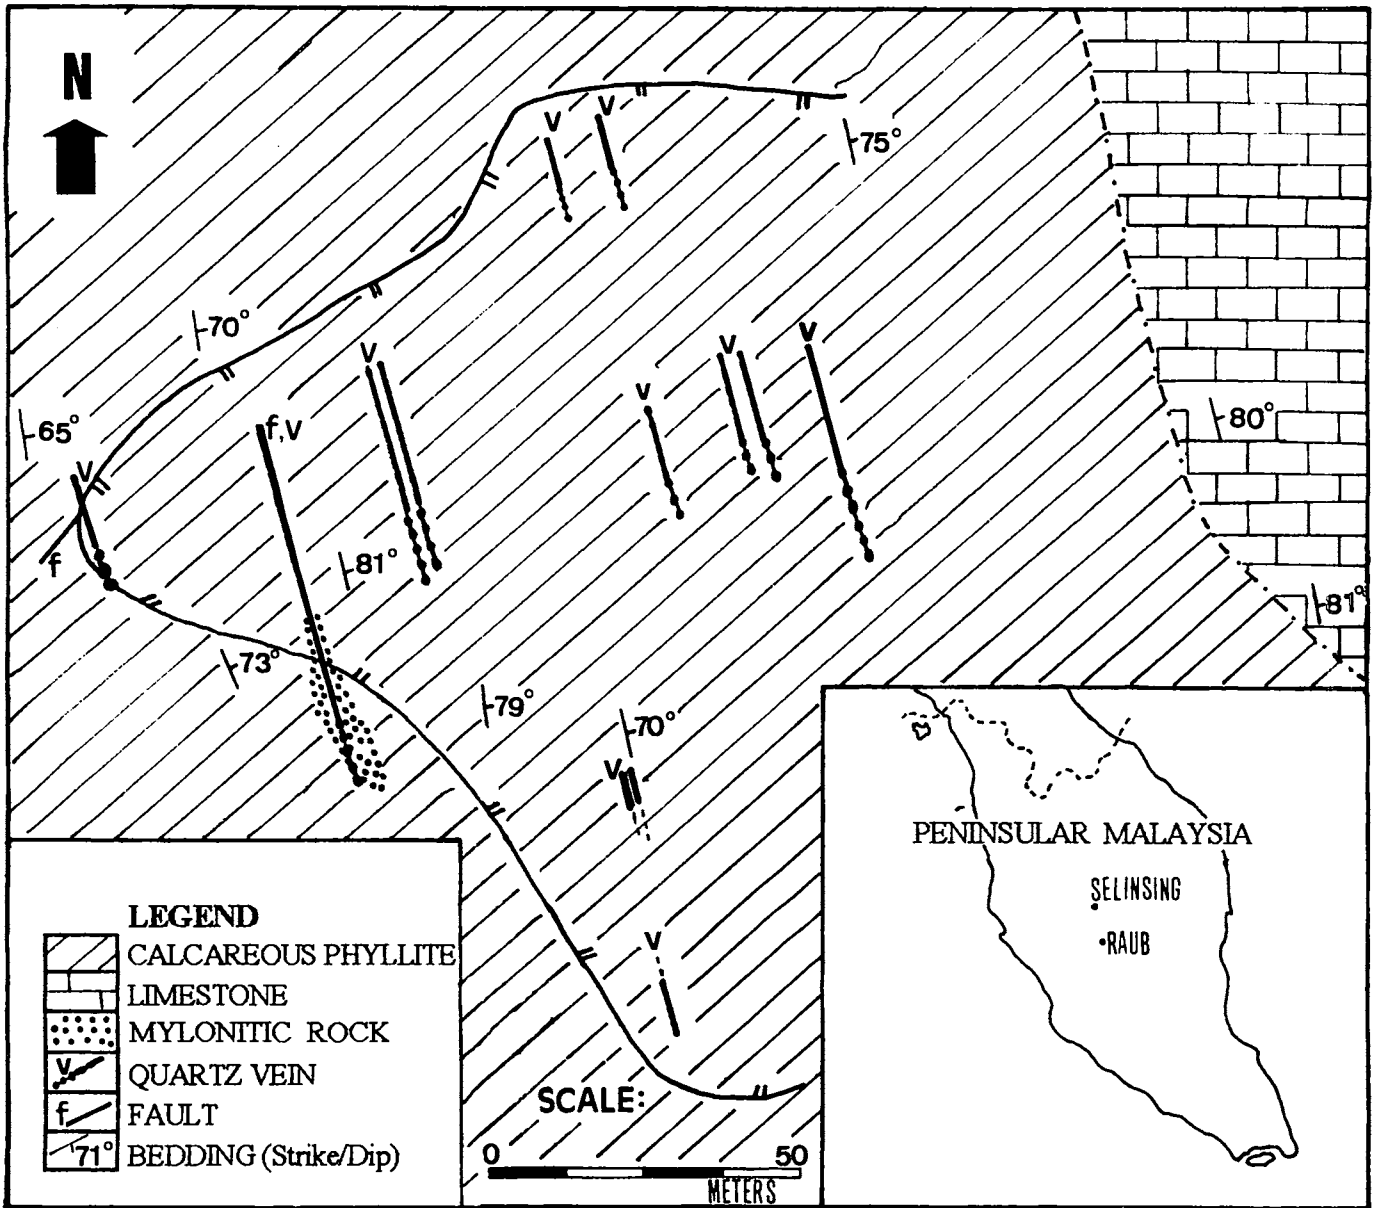 N
V
V
75°
70°
V
V
V
65°
V
f,V
V
80°
f
81°
81°
73°
79°
70°
V
V
PENINSULAR MALAYSIA
SELINSING
RAUB
LEGEND
CALCAREOUS PHYLLITE
LIMESTONE
MYLONITIC ROCK
V
QUARTZ VEIN
f
FAULT
71°
BEDDING (Strike/Dip)
SCALE:
0 50
METERS